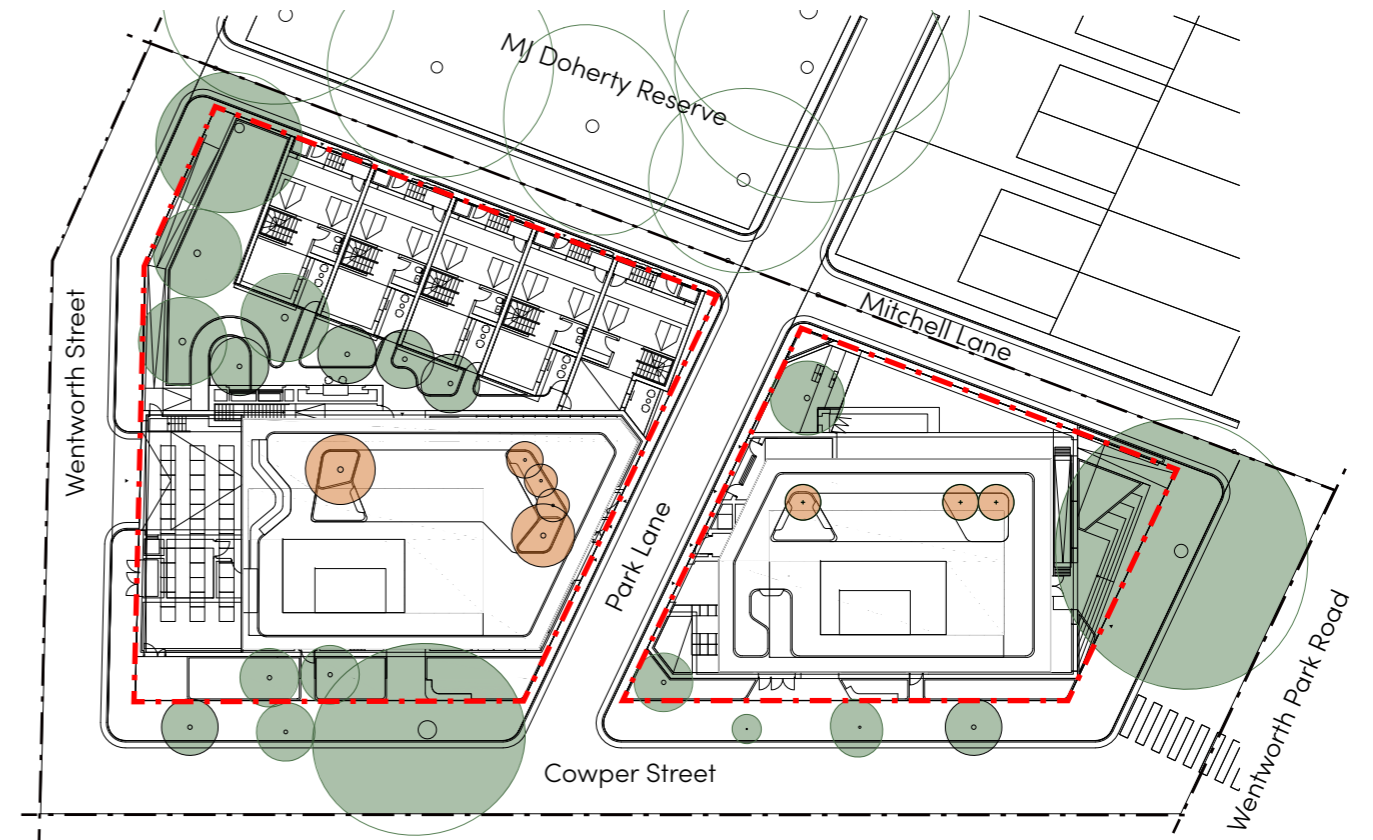 MJ Doherty Reserve
Mitchell Lane
Wentworth Street
Park Lane
Wentworth Park Road
Cowper Street